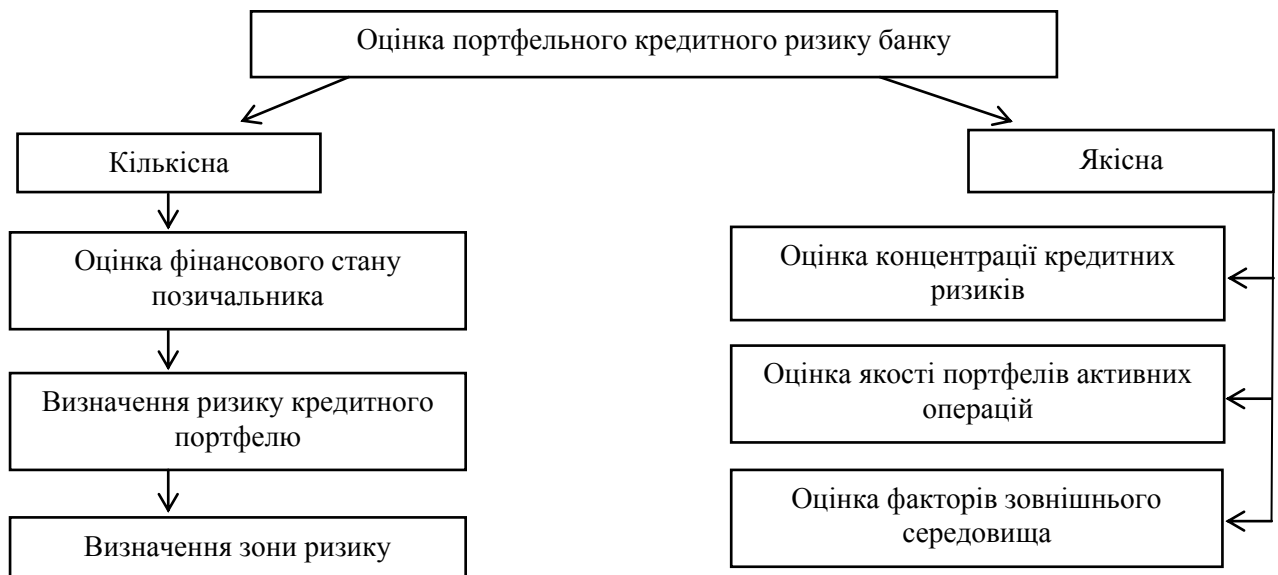 Оцінка портфельного кредитного ризику банку
Кількісна
Якісна
Оцінка фінансового стану
позичальника
Визначення ризику кредитного
портфелю
Визначення зони ризику
Оцінка концентрації кредитних
ризиків
Оцінка якості портфелів активних
операцій
Оцінка факторів зовнішнього
середовища